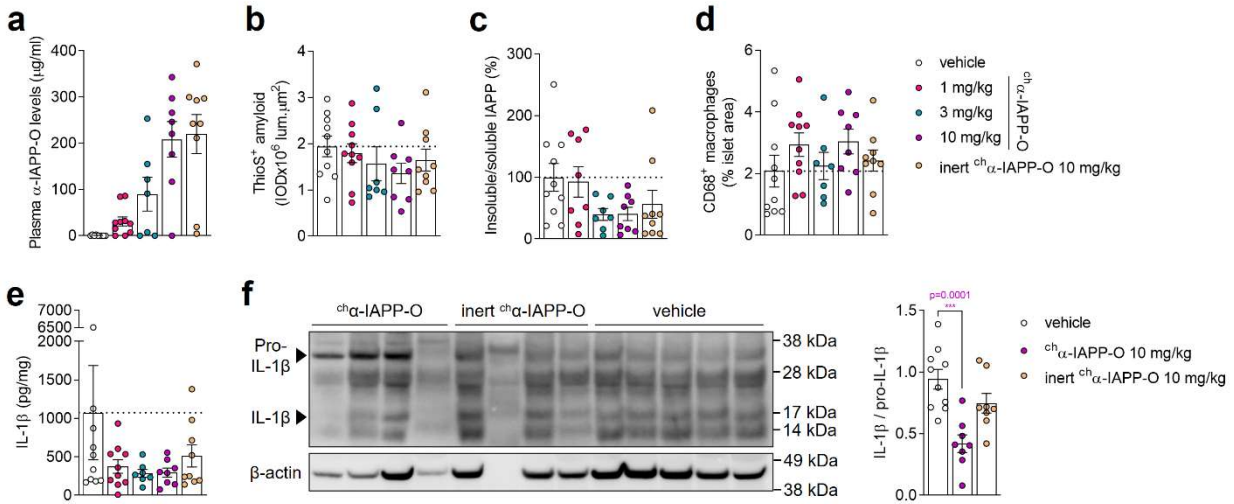 a
Plasma α-IAPP-O levels (µg/ml)
400
300
200
100
0
b
ThioS⁺ amyloid
(IODx10⁶ lum.µm²)
4
3
2
1
0
c
Insoluble/soluble IAPP (%)
300
200
100
50
0
d
CD68⁺ macrophages
(% islet area)
6
4
2
0
vehicle
1 mg/kg
3 mg/kg
10 mg/kg
ᶜʰα-IAPP-O
inert ᶜʰα-IAPP-O 10 mg/kg
e
IL-1β (pg/mg)
7000
6500
2000
1500
1000
500
0
f
ᶜʰα-IAPP-O
inert ᶜʰα-IAPP-O
vehicle
Pro-
IL-1β
IL-1β
β-actin
38 kDa
28 kDa
17 kDa
14 kDa
49 kDa
38 kDa
IL-1β / pro-IL-1β
1.5
1.0
0.5
0.0
p=0.0001
***
vehicle
ᶜʰα-IAPP-O 10 mg/kg
inert ᶜʰα-IAPP-O 10 mg/kg